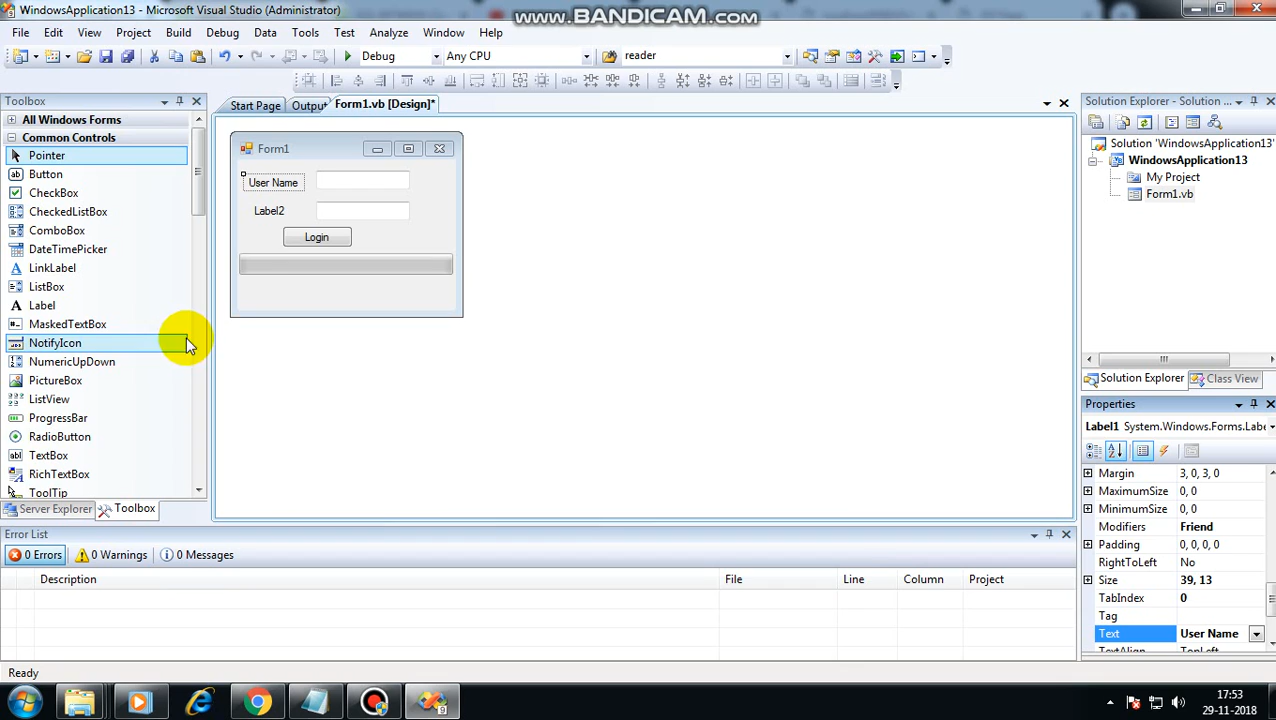 WindowsApplication13 - Microsoft Visual Studio (Administrator)
www.BANDICAM.com
File Edit View Project Build Debug Data Tools Test Analyze Window Help
Debug Any CPU reader
Toolbox
All Windows Forms
Common Controls
Pointer
Button
CheckBox
CheckedListBox
ComboBox
DateTimePicker
LinkLabel
ListBox
Label
MaskedTextBox
NotifyIcon
NumericUpDown
PictureBox
ListView
ProgressBar
RadioButton
TextBox
RichTextBox
ToolTip
Server Explorer Toolbox
Start Page Output Form1.vb [Design]*
Form1
User Name
Label2
Login
Solution Explorer - Solution ...
Solution 'WindowsApplication13'
WindowsApplication13
My Project
Form1.vb
Solution Explorer Class View
Properties
Label1 System.Windows.Forms.Labe
Margin 3, 0, 3, 0
MaximumSize 0, 0
MinimumSize 0, 0
Modifiers Friend
Padding 0, 0, 0, 0
RightToLeft No
Size 39, 13
TabIndex 0
Tag
Text User Name
TextAlign TopLeft
Error List
0 Errors 0 Warnings 0 Messages
Description File Line Column Project
Ready
17:53
29-11-2018